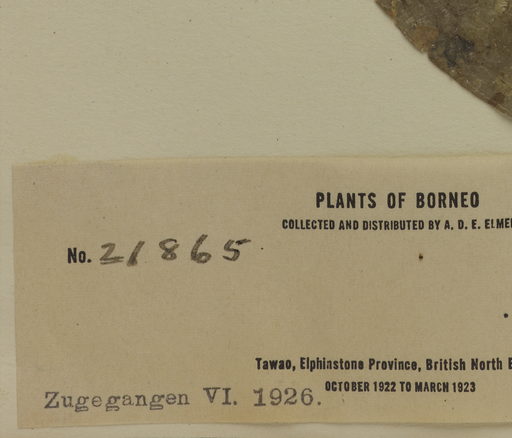 PLANTS OF BORNEO
COLLECTED AND DISTRIBUTED BY A. D. E. ELMER
No. 21865
Tawao, Elphinstone Province, British North B
OCTOBER 1922 TO MARCH 1923
Zugegangen VI. 1926.